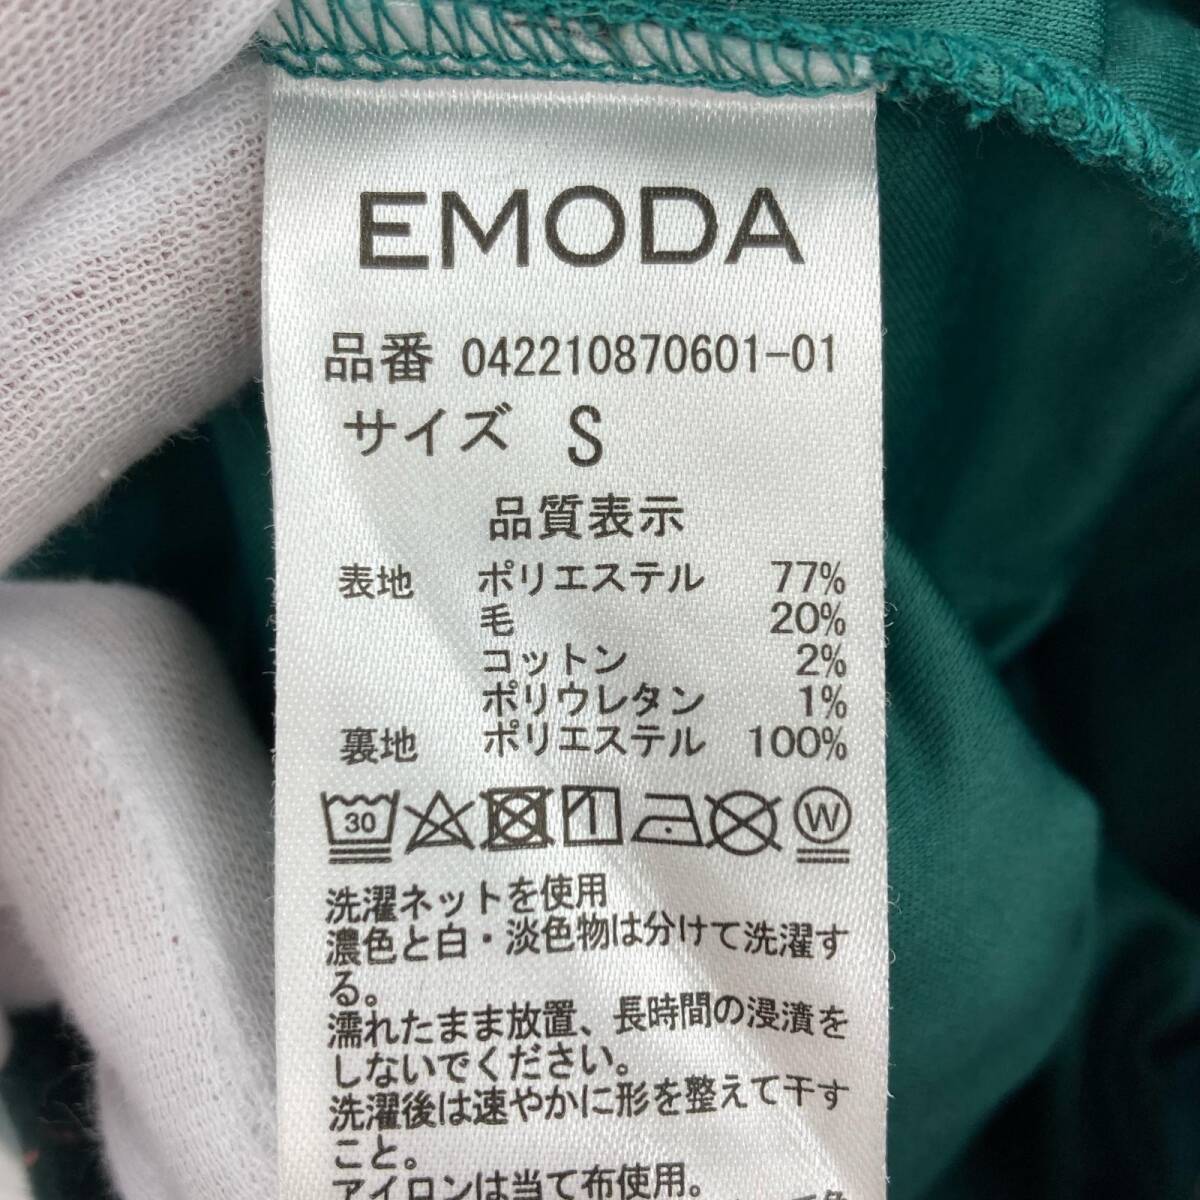 EMODA
品番 042210870601-01
サイズ S
品質表示
表地 ポリエステル 77%
毛 20%
コットン 2%
ポリウレタン 1%
裏地 ポリエステル 100%
30 W
洗濯ネットを使用
濃色と白・淡色物は分けて洗濯す
る。
濡れたまま放置、長時間の浸漬を
しないでください。
洗濯後は速やかに形を整えて干す
こと。
アイロンは当て布使用。